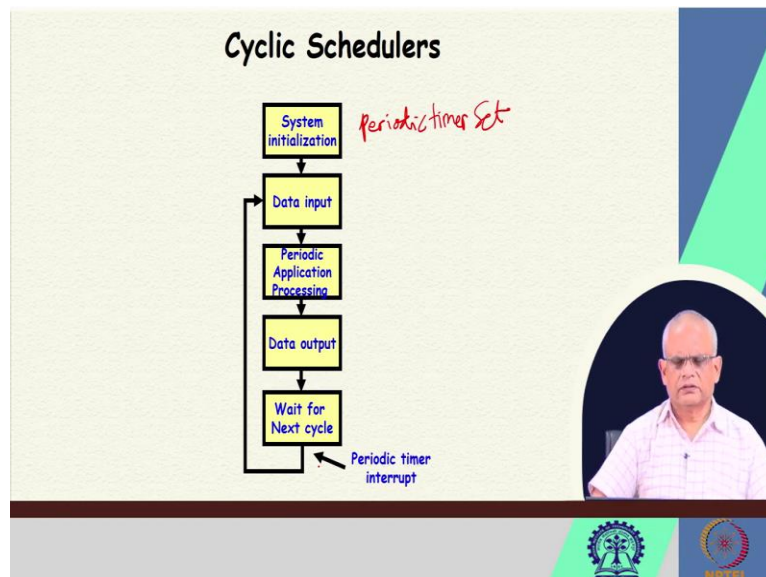 Cyclic Schedulers
System
initialization
Periodic timer Set
Data input
Periodic
Application
Processing
Data output
Wait for
Next cycle
Periodic timer
interrupt
NPTEL